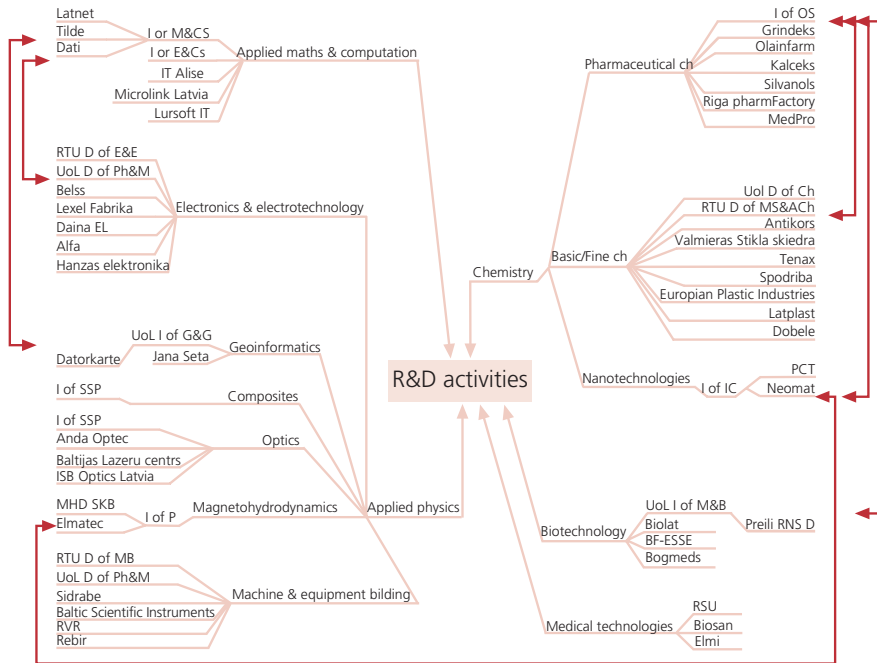 Latnet
Tilde
Dati
I or M&CS
I or E&Cs
IT Alise
Microlink Latvia
Lursoft IT
Applied maths & computation
RTU D of E&E
UoL D of Ph&M
Belss
Lexel Fabrika
Daina EL
Alfa
Hanzas elektronika
Electronics & electrotechnology
UoL I of G&G
Datorkarte
Jana Seta
Geoinformatics
I of SSP
Composites
I of SSP
Anda Optec
Baltijas Lazeru centrs
ISB Optics Latvia
Optics
MHD SKB
Elmatec
I of P
Magnetohydrodynamics
Applied physics
RTU D of MB
UoL D of Ph&M
Sidrabe
Baltic Scientific Instruments
RVR
Rebir
Machine & equipment bilding
R&D activities
Chemistry
Pharmaceutical ch
I of OS
Grindeks
Olainfarm
Kalceks
Silvanols
Riga pharmFactory
MedPro
Basic/Fine ch
Uol D of Ch
RTU D of MS&ACh
Antikors
Valmieras Stikla skiedra
Tenax
Spodriba
Europian Plastic Industries
Latplast
Dobele
Nanotechnologies
I of IC
PCT
Neomat
Biotechnology
UoL I of M&B
Biolat
BF-ESSE
Bogmeds
Preili RNS D
Medical technologies
RSU
Biosan
Elmi